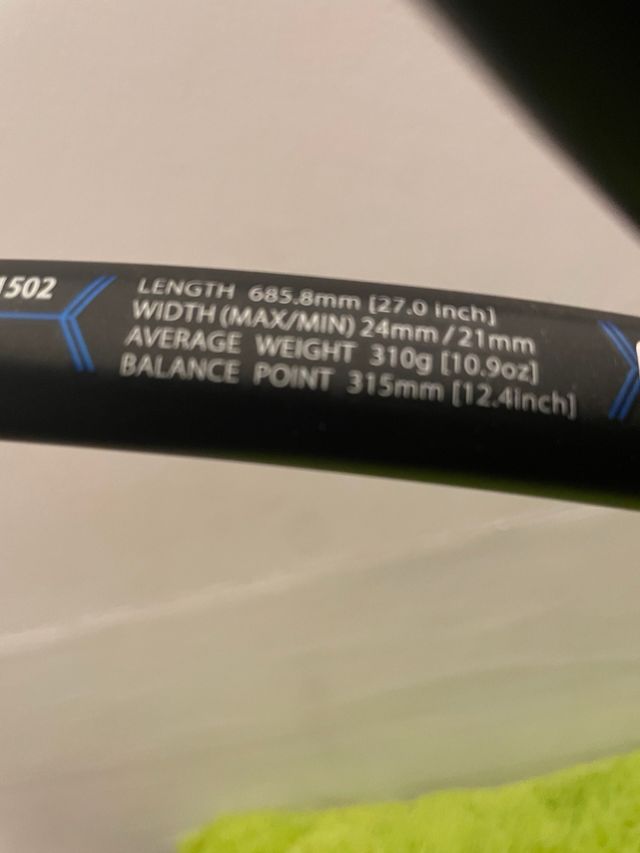 1502
LENGTH 685.8mm [27.0 inch]
WIDTH (MAX/MIN) 24mm / 21mm
AVERAGE WEIGHT 310g [10.9oz]
BALANCE POINT 315mm [12.4inch]